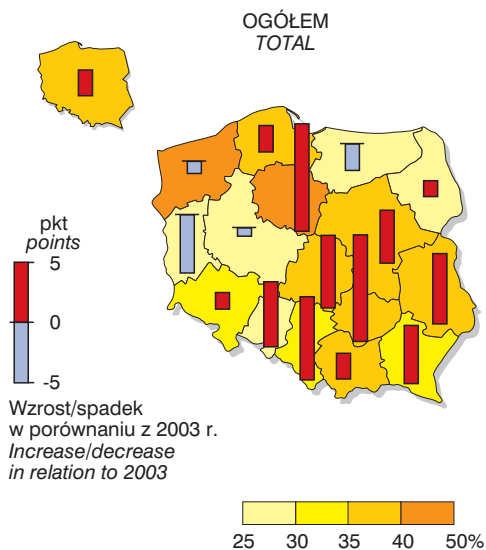 OGÓŁEM
TOTAL
pkt
points
5
0
-5
Wzrost/spadek
w porównaniu z 2003 r.
Increase/decrease
in relation to 2003
25 30 35 40 50%